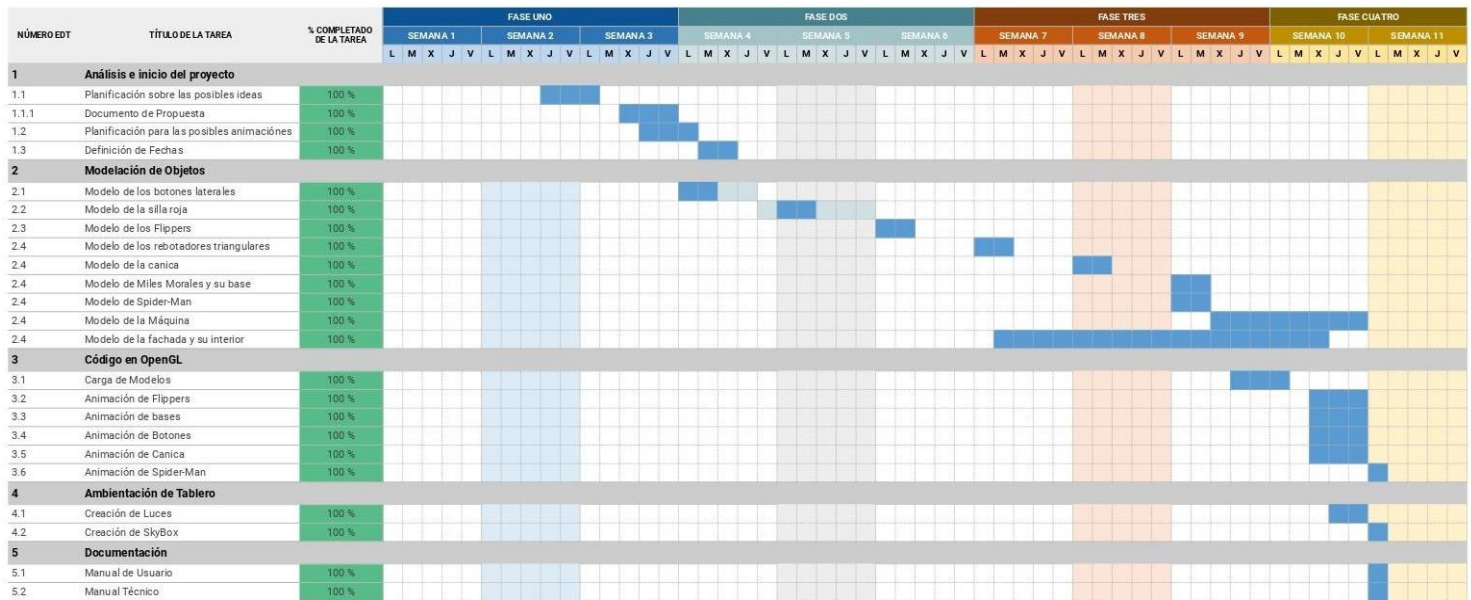 FASE UNO FASE DOS FASE TRES FASE CUATRO
NÚMERO EDT TÍTULO DE LA TAREA % COMPLETADO DE LA TAREA SEMANA 1 SEMANA 2 SEMANA 3 SEMANA 4 SEMANA 5 SEMANA 6 SEMANA 7 SEMANA 8 SEMANA 9 SEMANA 10 SEMANA 11
L M X J V L M X J V L M X J V L M X J V L M X J V L M X J V L M X J V L M X J V L M X J V L M X J V L M X J V
1 Análisis e inicio del proyecto
1.1 Planificación sobre las posibles ideas 100 %
1.1.1 Documento de Propuesta 100 %
1.2 Planificación para las posibles animaciónes 100 %
1.3 Definición de Fechas 100 %
2 Modelación de Objetos
2.1 Modelo de los botones laterales 100 %
2.2 Modelo de la silla roja 100 %
2.3 Modelo de los Flippers 100 %
2.4 Modelo de los rebotadores triangulares 100 %
2.4 Modelo de la canica 100 %
2.4 Modelo de Miles Morales y su base 100 %
2.4 Modelo de Spider-Man 100 %
2.4 Modelo de la Máquina 100 %
2.4 Modelo de la fachada y su interior 100 %
3 Código en OpenGL
3.1 Carga de Modelos 100 %
3.2 Animación de Flippers 100 %
3.3 Animación de bases 100 %
3.4 Animación de Botones 100 %
3.5 Animación de Canica 100 %
3.6 Animación de Spider-Man 100 %
4 Ambientación de Tablero
4.1 Creación de Luces 100 %
4.2 Creación de SkyBox 100 %
5 Documentación
5.1 Manual de Usuario 100 %
5.2 Manual Técnico 100 %